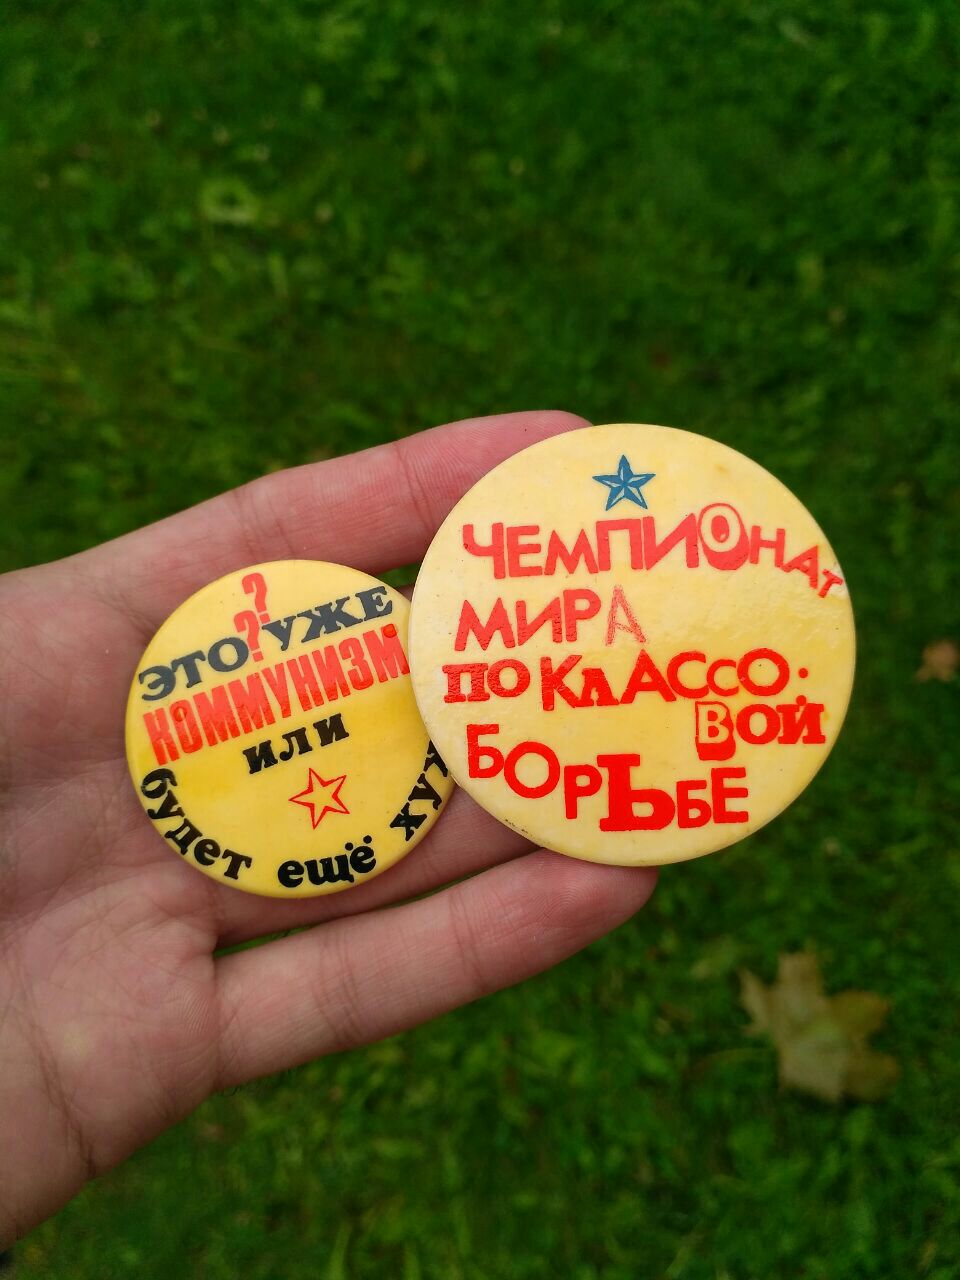 ??
ЭТО УЖЕ
КОММУНИЗМ
ИЛИ
будет ещё
ЧЕМПИОНАТ
МИРА
ПО КЛАССО·
ВОЙ
БОРЬБЕ